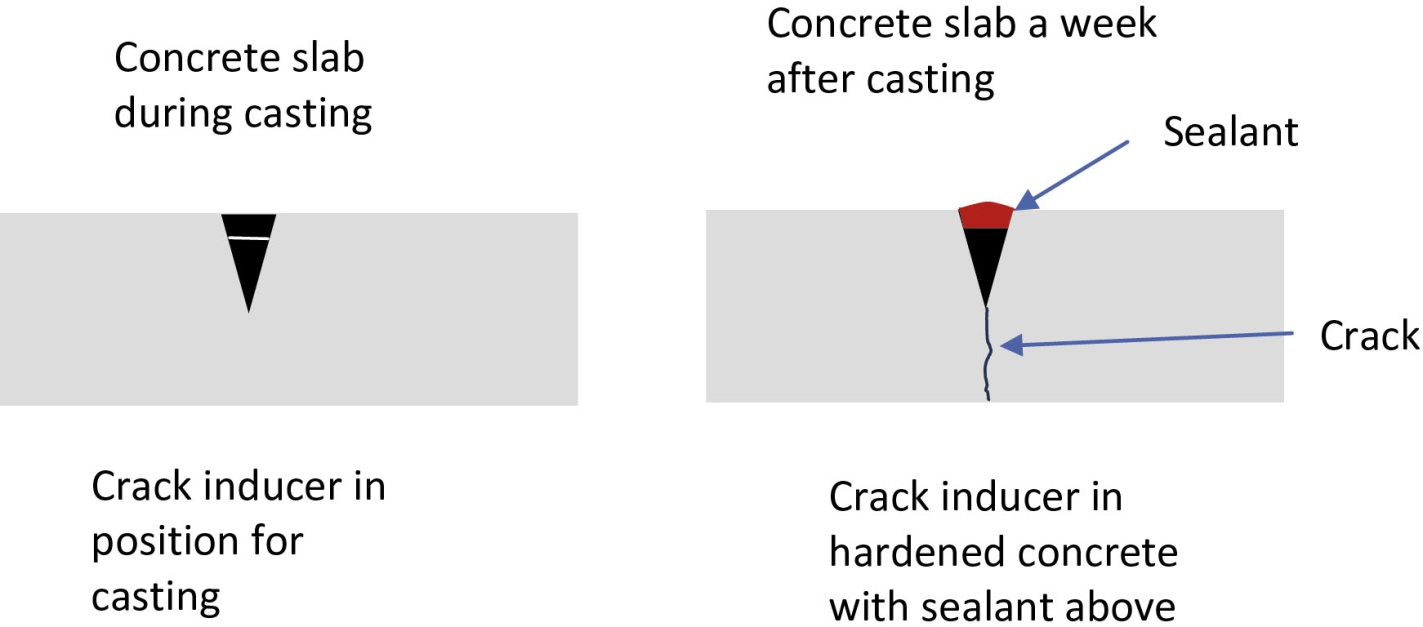 Concrete slab
during casting
Concrete slab a week
after casting
Sealant
Crack
Crack inducer in
position for
casting
Crack inducer in
hardened concrete
with sealant above